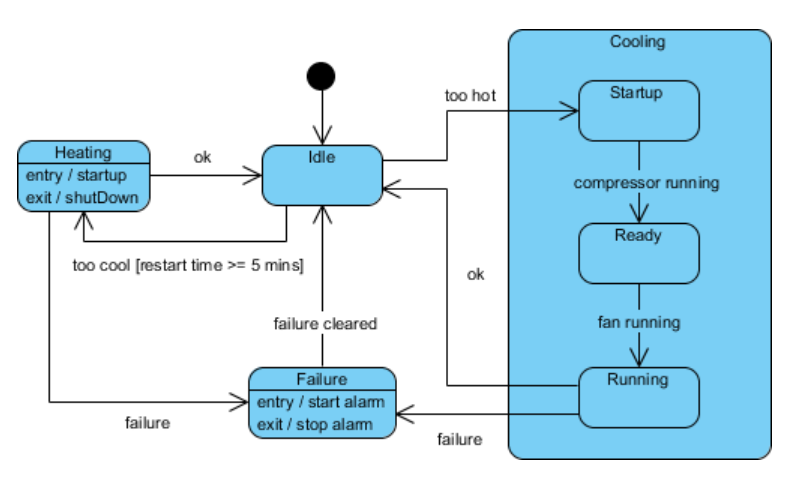 Cooling
too hot
Startup
Heating
entry / startup
exit / shutDown
ok
Idle
compressor running
Ready
too cool [restart time >= 5 mins]
ok
failure cleared
fan running
Failure
entry / start alarm
exit / stop alarm
Running
failure
failure